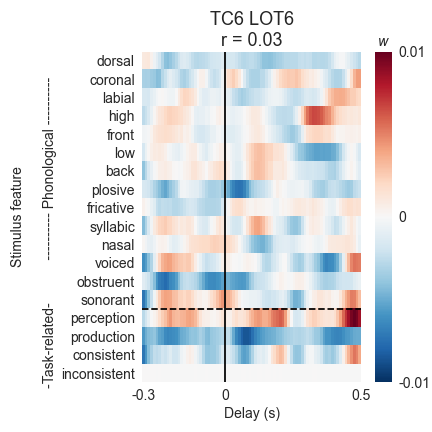 TC6 LOT6
r = 0.03
w
dorsal
coronal
labial
high
front
low
back
plosive
fricative
syllabic
nasal
voiced
obstruent
sonorant
perception
production
consistent
inconsistent
Stimulus feature
-Task-related- ---------- Phonological ----------
-0.3
0
0.5
Delay (s)
0.01
0
-0.01